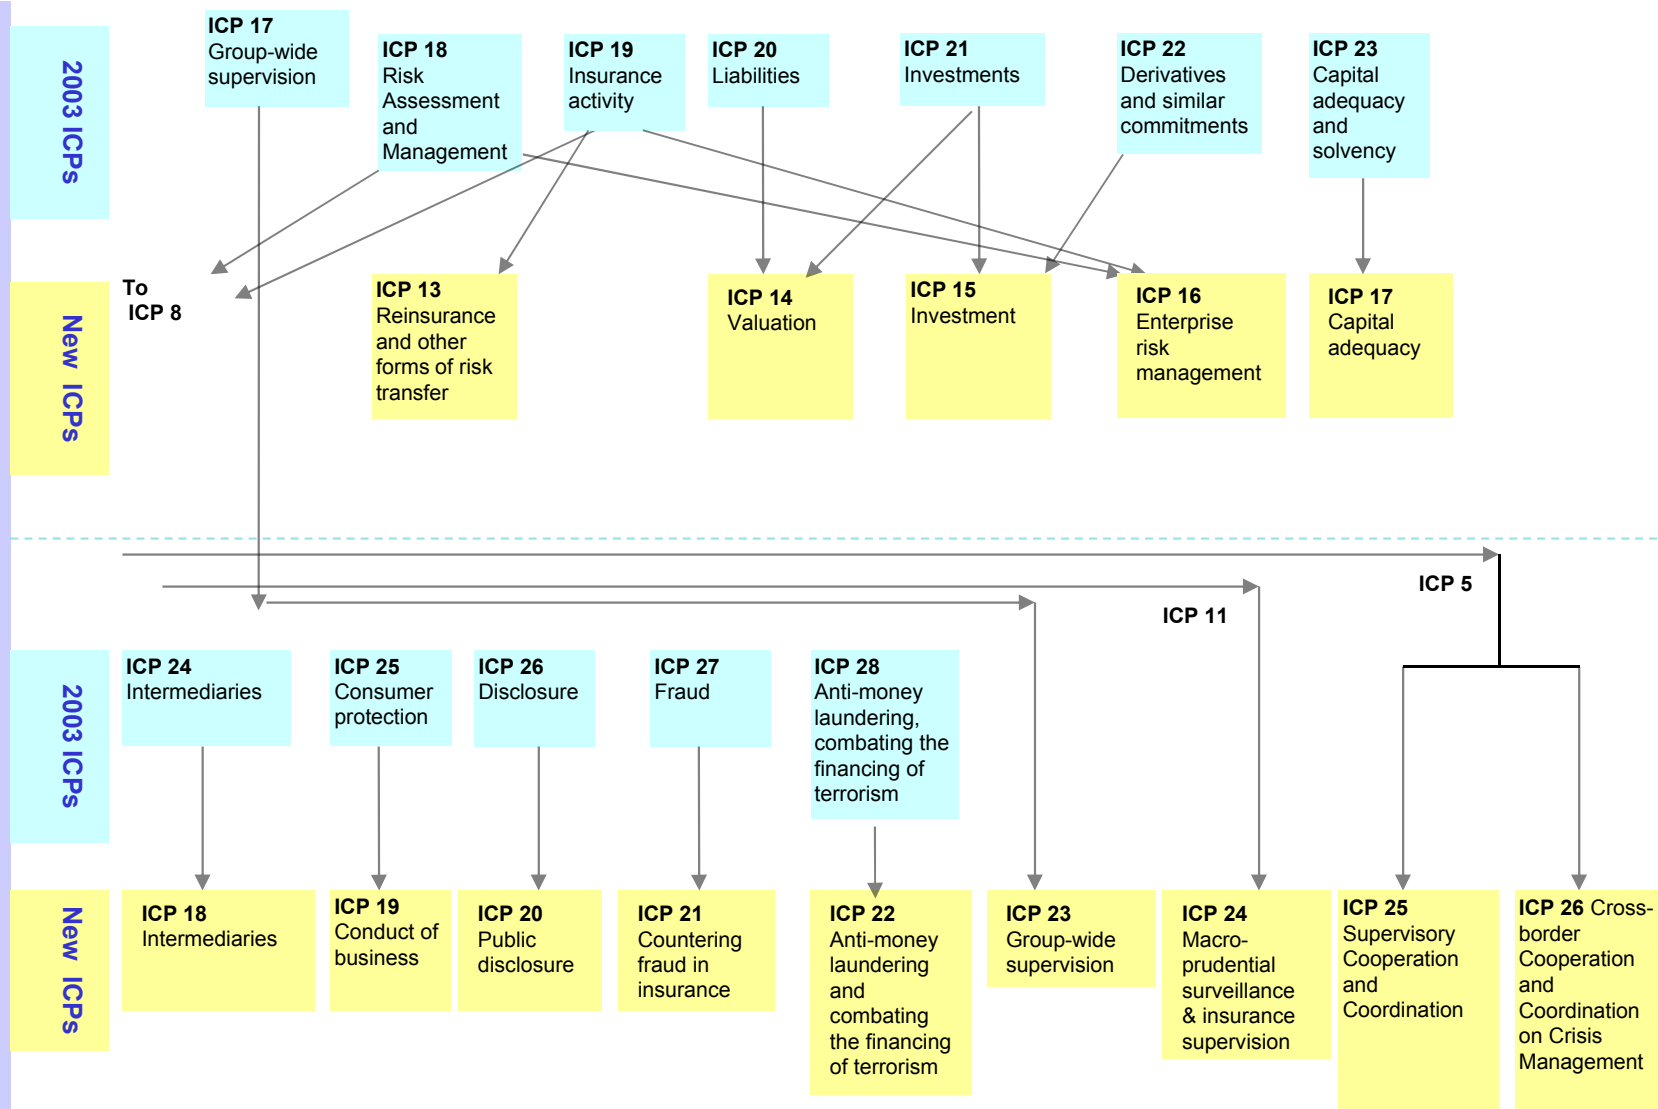 2003 ICPs
ICP 17
Group-wide
supervision
ICP 18
Risk
Assessment
and
Management
ICP 19
Insurance
activity
ICP 20
Liabilities
ICP 21
Investments
ICP 22
Derivatives
and similar
commitments
ICP 23
Capital
adequacy
and
solvency
New ICPs
To
ICP 8
ICP 13
Reinsurance
and other
forms of risk
transfer
ICP 14
Valuation
ICP 15
Investment
ICP 16
Enterprise
risk
management
ICP 17
Capital
adequacy
ICP 5
ICP 11
2003 ICPs
ICP 24
Intermediaries
ICP 25
Consumer
protection
ICP 26
Disclosure
ICP 27
Fraud
ICP 28
Anti-money
laundering,
combating the
financing of
terrorism
New ICPs
ICP 18
Intermediaries
ICP 19
Conduct of
business
ICP 20
Public
disclosure
ICP 21
Countering
fraud in
insurance
ICP 22
Anti-money
laundering
and
combating
the financing
of terrorism
ICP 23
Group-wide
supervision
ICP 24
Macro-
prudential
surveillance
& insurance
supervision
ICP 25
Supervisory
Cooperation
and
Coordination
ICP 26 Cross-
border
Cooperation
and
Coordination
on Crisis
Management